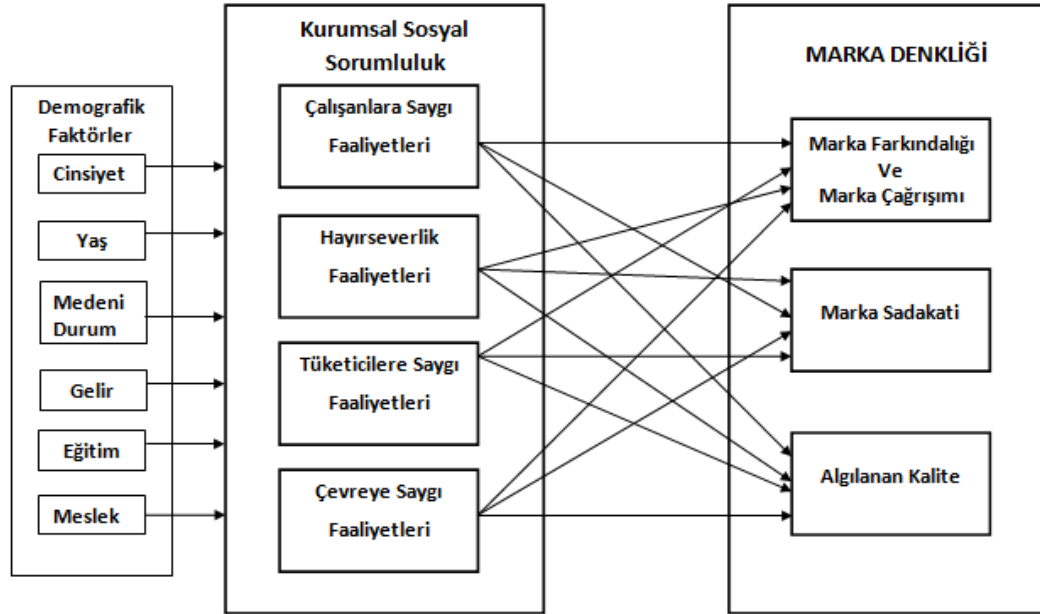 Demografik
Faktörler
Cinsiyet
Yaş
Medeni
Durum
Gelir
Eğitim
Meslek
Kurumsal Sosyal
Sorumluluk
Çalışanlara Saygı
Faaliyetleri
Hayırseverlik
Faaliyetleri
Tüketicilere Saygı
Faaliyetleri
Çevreye Saygı
Faaliyetleri
MARKA DENKLİĞİ
Marka Farkındalığı
Ve
Marka Çağrışımı
Marka Sadakati
Algılanan Kalite